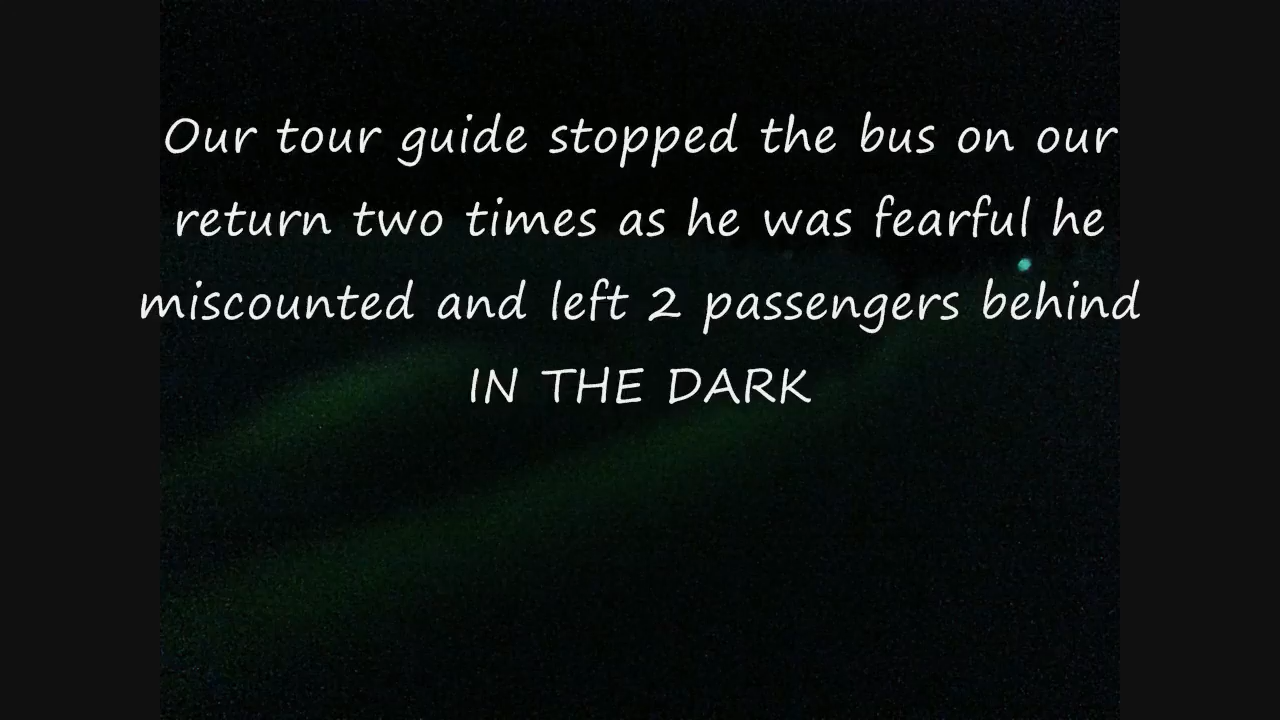 Our tour guide stopped the bus on our
return two times as he was fearful he
miscounted and left 2 passengers behind
IN THE DARK